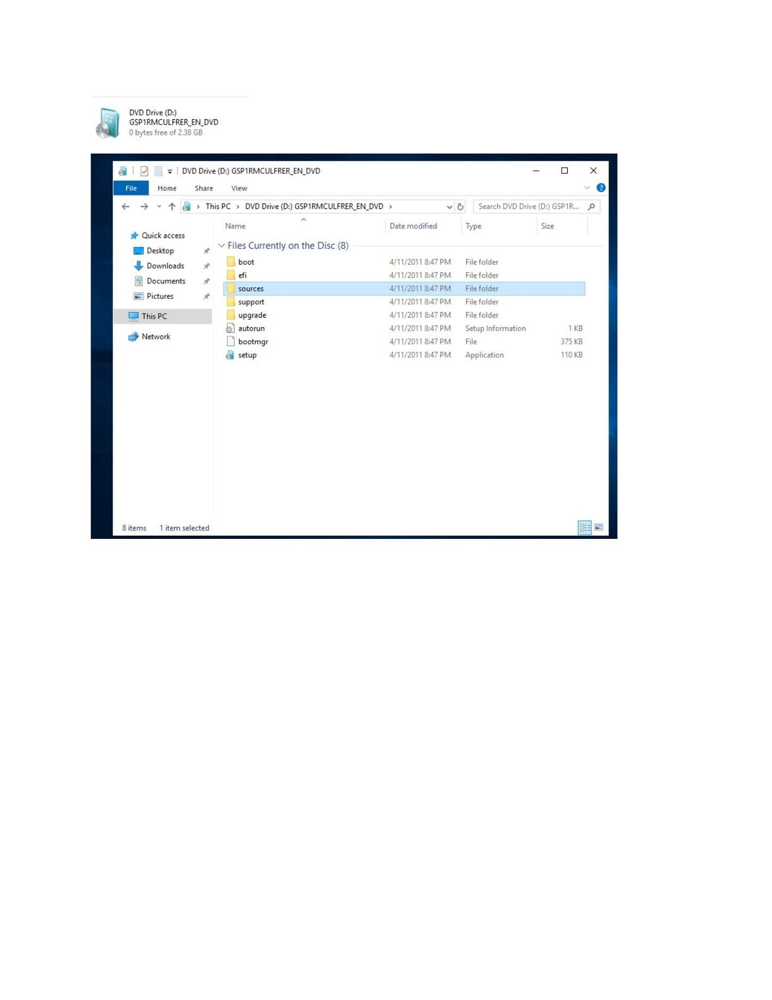 DVD Drive (D:)
GSP1RMCULFRER_EN_DVD
0 bytes free of 2.38 GB
DVD Drive (D:) GSP1RMCULFRER_EN_DVD
File Home Share View
This PC > DVD Drive (D:) GSP1RMCULFRER_EN_DVD > Search DVD Drive (D:) GSP1R...
Name Date modified Type Size
Quick access
Desktop
Downloads
Documents
Pictures
This PC
Network
Files Currently on the Disc (8)
boot 4/11/2011 8:47 PM File folder
efi 4/11/2011 8:47 PM File folder
sources 4/11/2011 8:47 PM File folder
support 4/11/2011 8:47 PM File folder
upgrade 4/11/2011 8:47 PM File folder
autorun 4/11/2011 8:47 PM Setup Information 1 KB
bootmgr 4/11/2011 8:47 PM File 375 KB
setup 4/11/2011 8:47 PM Application 110 KB
8 items 1 item selected